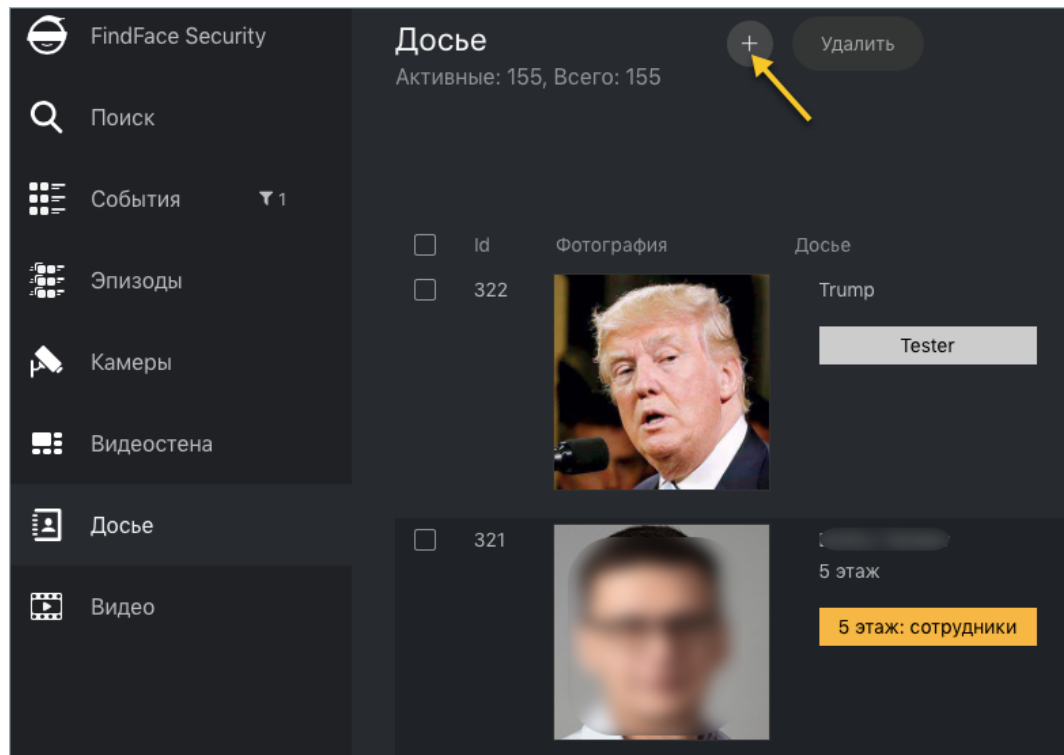 FindFace Security
Поиск
События 1
Эпизоды
Камеры
Видеостена
Досье
Видео
Досье
Активные: 155, Всего: 155
Удалить
Id Фотография Досье
322 Trump
Tester
321
5 этаж
5 этаж: сотрудники